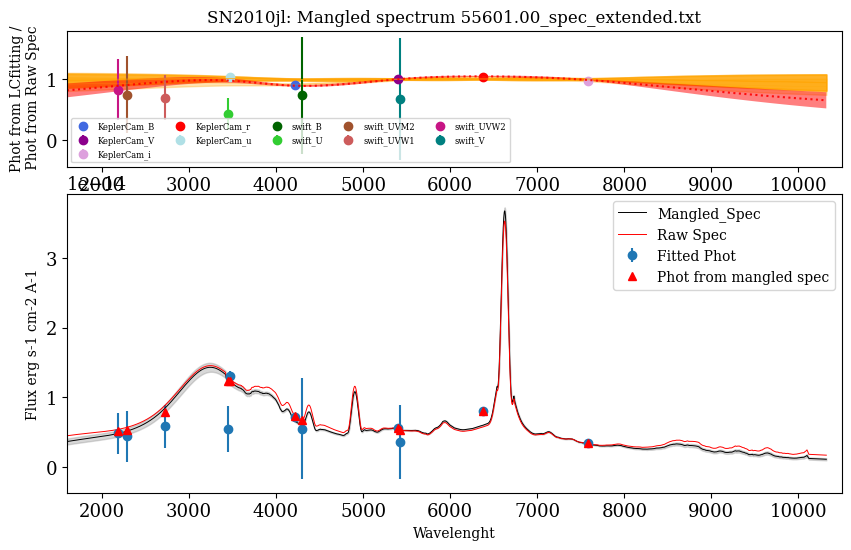 SN2010jl: Mangled spectrum 55601.00_spec_extended.txt
Phot from LCfitting /
Phot from Raw Spec
1
0
KeplerCam_B
KeplerCam_V
KeplerCam_i
KeplerCam_r
KeplerCam_u
swift_B
swift_U
swift_UVM2
swift_UVW1
swift_UVW2
swift_V
2000 3000 4000 5000 6000 7000 8000 9000 10000
1e−14
Flux erg s-1 cm-2 A-1
3
2
1
0
Mangled_Spec
Raw Spec
Fitted Phot
Phot from mangled spec
2000 3000 4000 5000 6000 7000 8000 9000 10000
Wavelenght